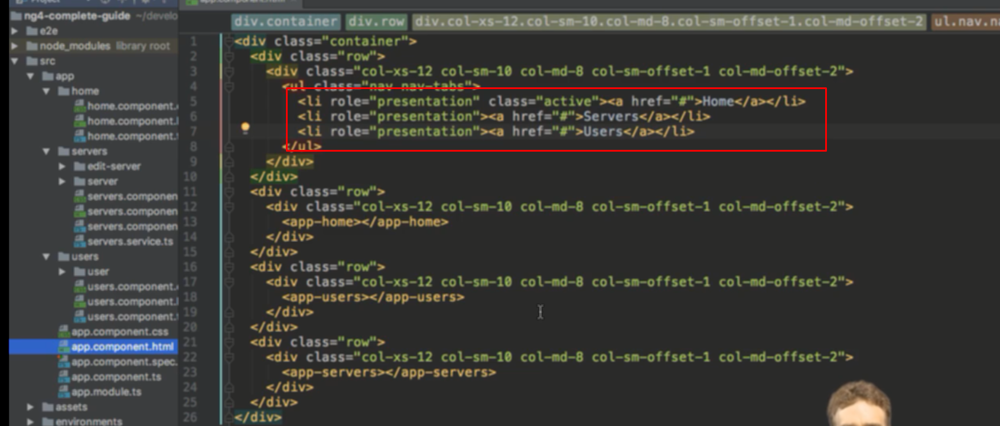 Project
ng4-complete-guide ~/develo
e2e
node_modules library root
src
app
home
home.component.
home.component.
home.component.
servers
edit-server
server
servers.componen
servers.componen
servers.componen
servers.service.ts
users
user
users.component.
users.component.
users.component.
app.component.css
app.component.html
app.component.spec.
app.component.ts
app.module.ts
assets
environments
app.component.html
div.container div.row div.col-xs-12.col-sm-10.col-md-8.col-sm-offset-1.col-md-offset-2 ul.nav.na
1 <div class="container">
2 <div class="row">
3 <div class="col-xs-12 col-sm-10 col-md-8 col-sm-offset-1 col-md-offset-2">
4 <ul class="nav nav-tabs">
5 <li role="presentation" class="active"><a href="#">Home</a></li>
6 <li role="presentation"><a href="#">Servers</a></li>
7 <li role="presentation"><a href="#">Users</a></li>
8 </ul>
9 </div>
10 </div>
11 <div class="row">
12 <div class="col-xs-12 col-sm-10 col-md-8 col-sm-offset-1 col-md-offset-2">
13 <app-home></app-home>
14 </div>
15 </div>
16 <div class="row">
17 <div class="col-xs-12 col-sm-10 col-md-8 col-sm-offset-1 col-md-offset-2">
18 <app-users></app-users>
19 </div>
20 </div>
21 <div class="row">
22 <div class="col-xs-12 col-sm-10 col-md-8 col-sm-offset-1 col-md-offset-2">
23 <app-servers></app-servers>
24 </div>
25 </div>
26 </div>